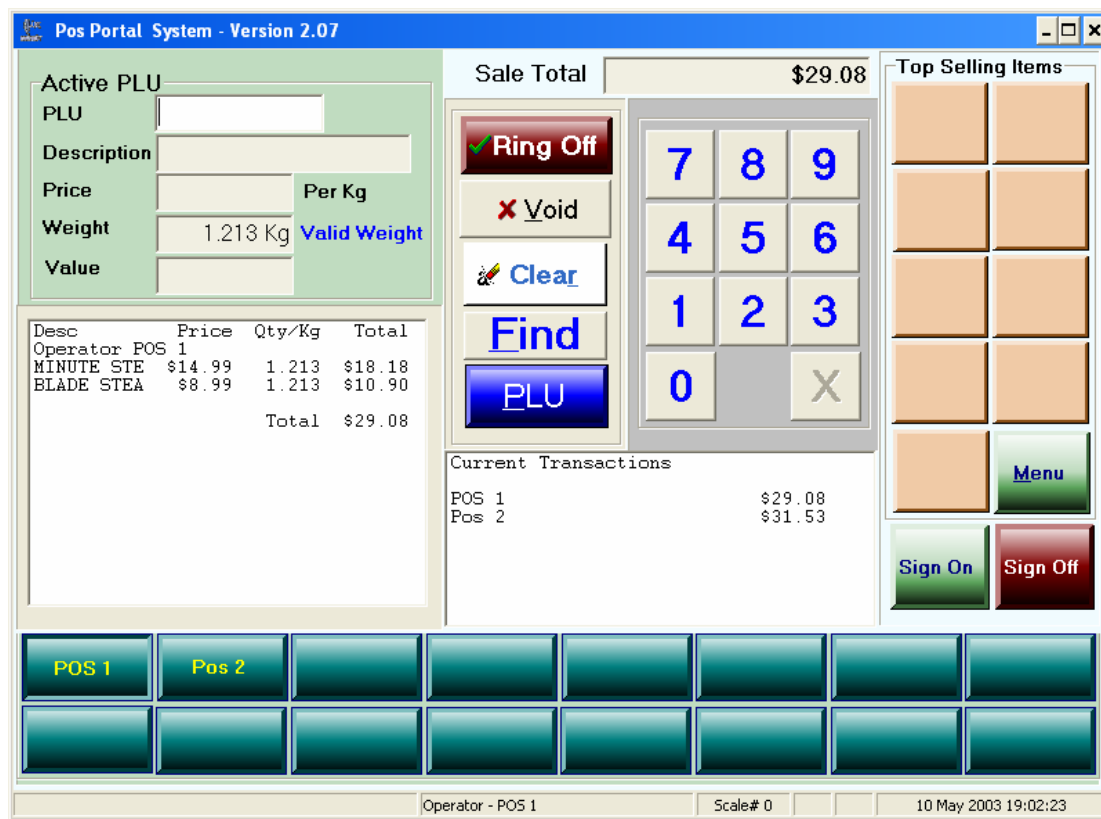 Pos Portal System - Version 2.07
Active PLU
PLU
Description
Price Per Kg
Weight 1.213 Kg Valid Weight
Value
Sale Total $29.08
Ring Off
Void
Clear
Find
PLU
7 8 9
4 5 6
1 2 3
0 X
Top Selling Items
Menu
Sign On Sign Off
Desc Price Qty/Kg Total
Operator POS 1
MINUTE STE $14.99 1.213 $18.18
BLADE STEA $8.99 1.213 $10.90
Total $29.08
Current Transactions
POS 1 $29.08
Pos 2 $31.53
POS 1 Pos 2
Operator - POS 1 Scale# 0 10 May 2003 19:02:23